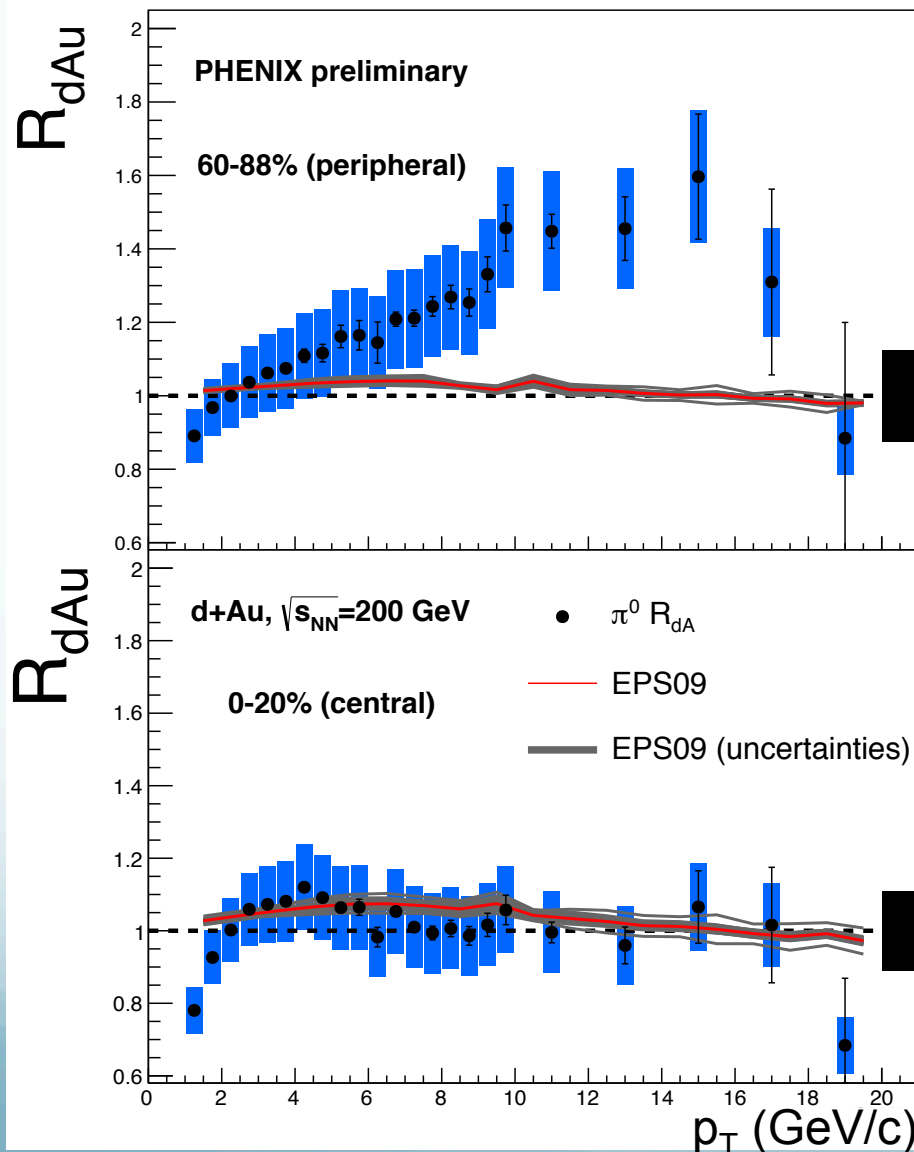 R_dAu
2
1.8
1.6
1.4
1.2
1
0.8
0.6
PHENIX preliminary
60-88% (peripheral)
R_dAu
2
1.8
1.6
1.4
1.2
1
0.8
0.6
d+Au, √s_NN=200 GeV
0-20% (central)
π⁰ R_dA
EPS09
EPS09 (uncertainties)
0 2 4 6 8 10 12 14 16 18 20
p_T (GeV/c)